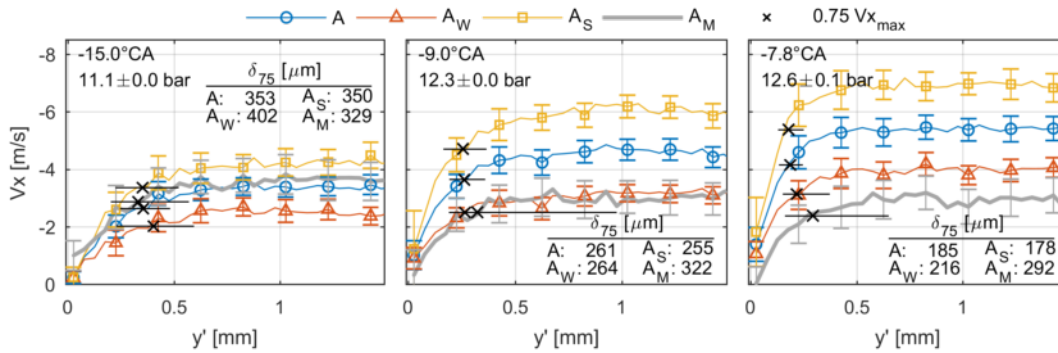 A A_W A_S A_M 0.75 Vx_max
Vx [m/s]
-8
-6
-4
-2
0
-15.0°CA
11.1±0.0 bar
δ_75 [μm]
A: 353 A_S: 350
A_W: 402 A_M: 329
0 0.5 1
y' [mm]
-9.0°CA
12.3±0.0 bar
δ_75 [μm]
A: 261 A_S: 255
A_W: 264 A_M: 322
0 0.5 1
y' [mm]
-7.8°CA
12.6±0.1 bar
δ_75 [μm]
A: 185 A_S: 178
A_W: 216 A_M: 292
0 0.5 1
y' [mm]